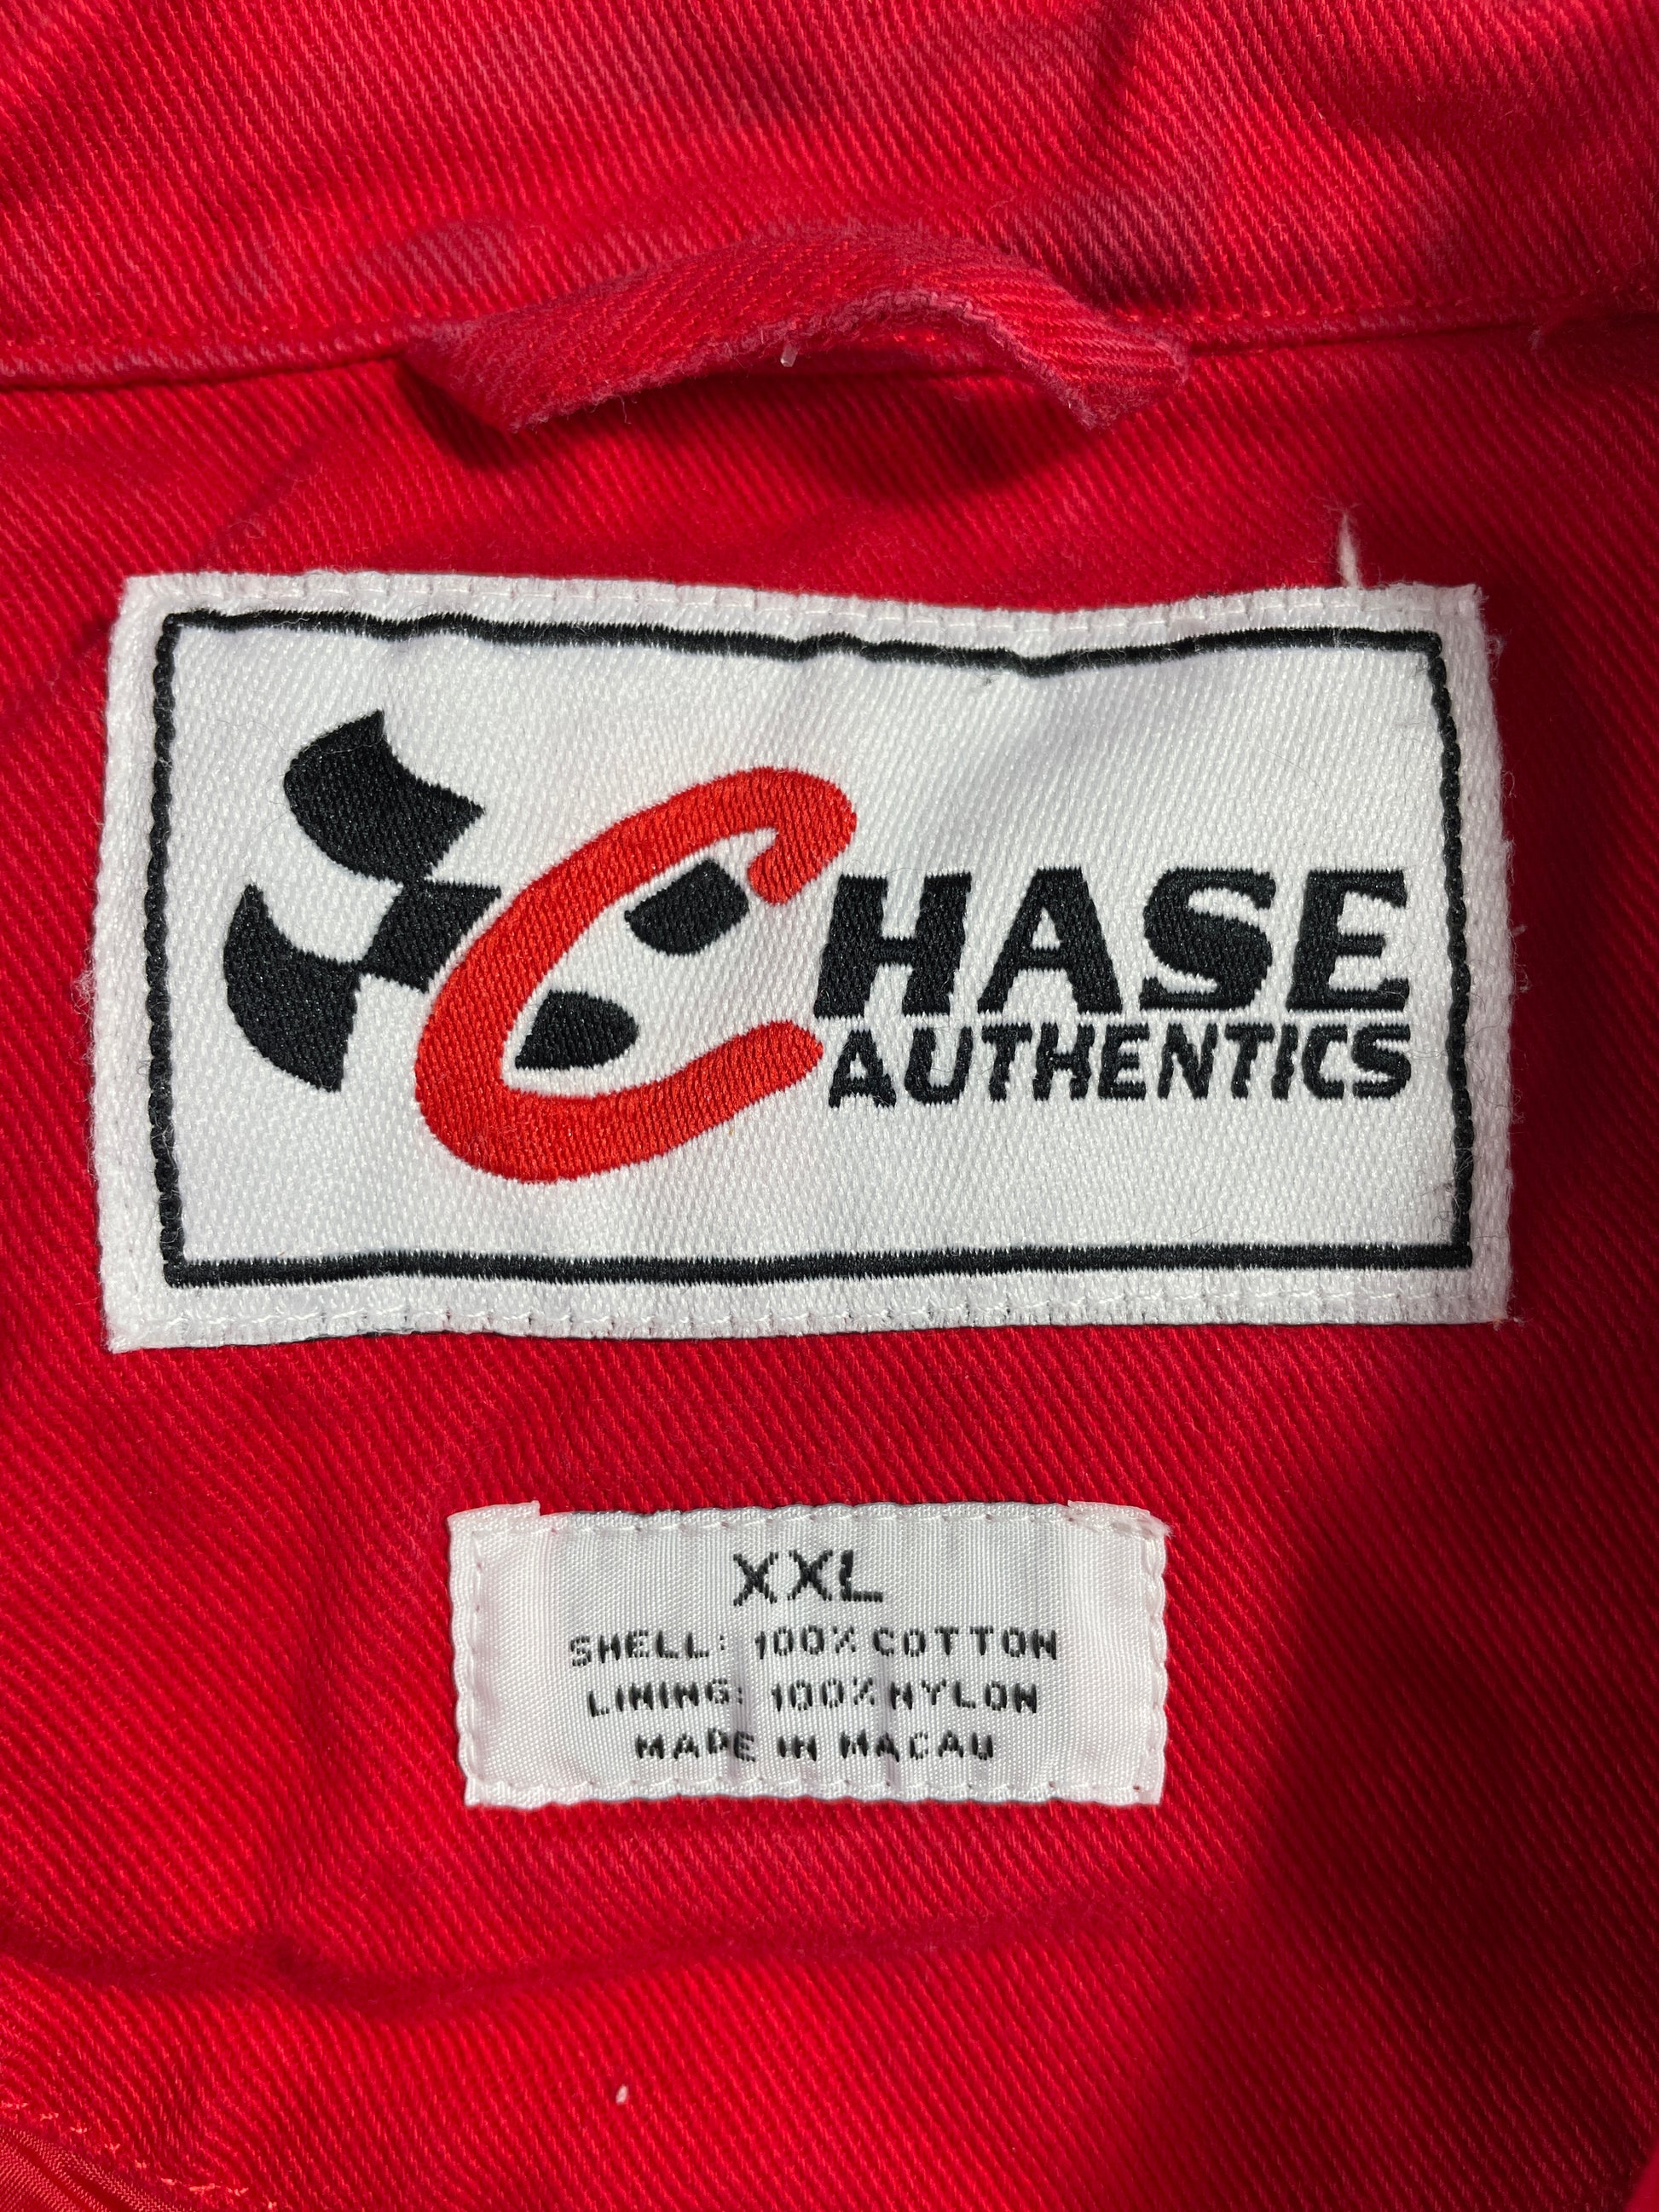 CHASE
AUTHENTICS
XXL
SHELL: 100% COTTON
LINING: 100% NYLON
MADE IN MACAU